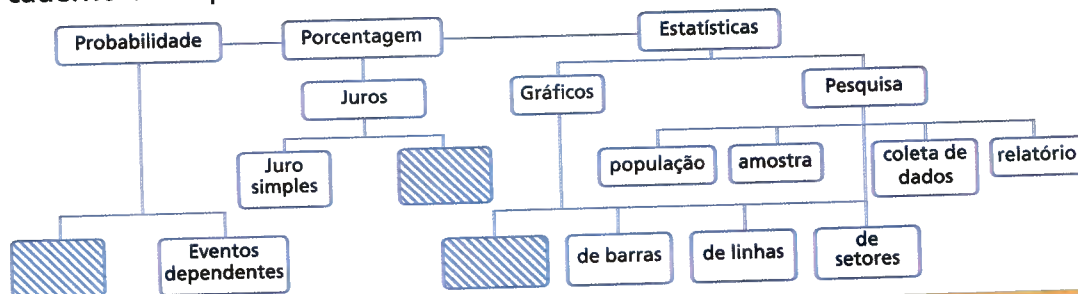 Probabilidade
Porcentagem
Estatísticas
Juros
Gráficos
Pesquisa
Juro
simples
população
amostra
coleta de
dados
relatório
Eventos
dependentes
de barras
de linhas
de
setores